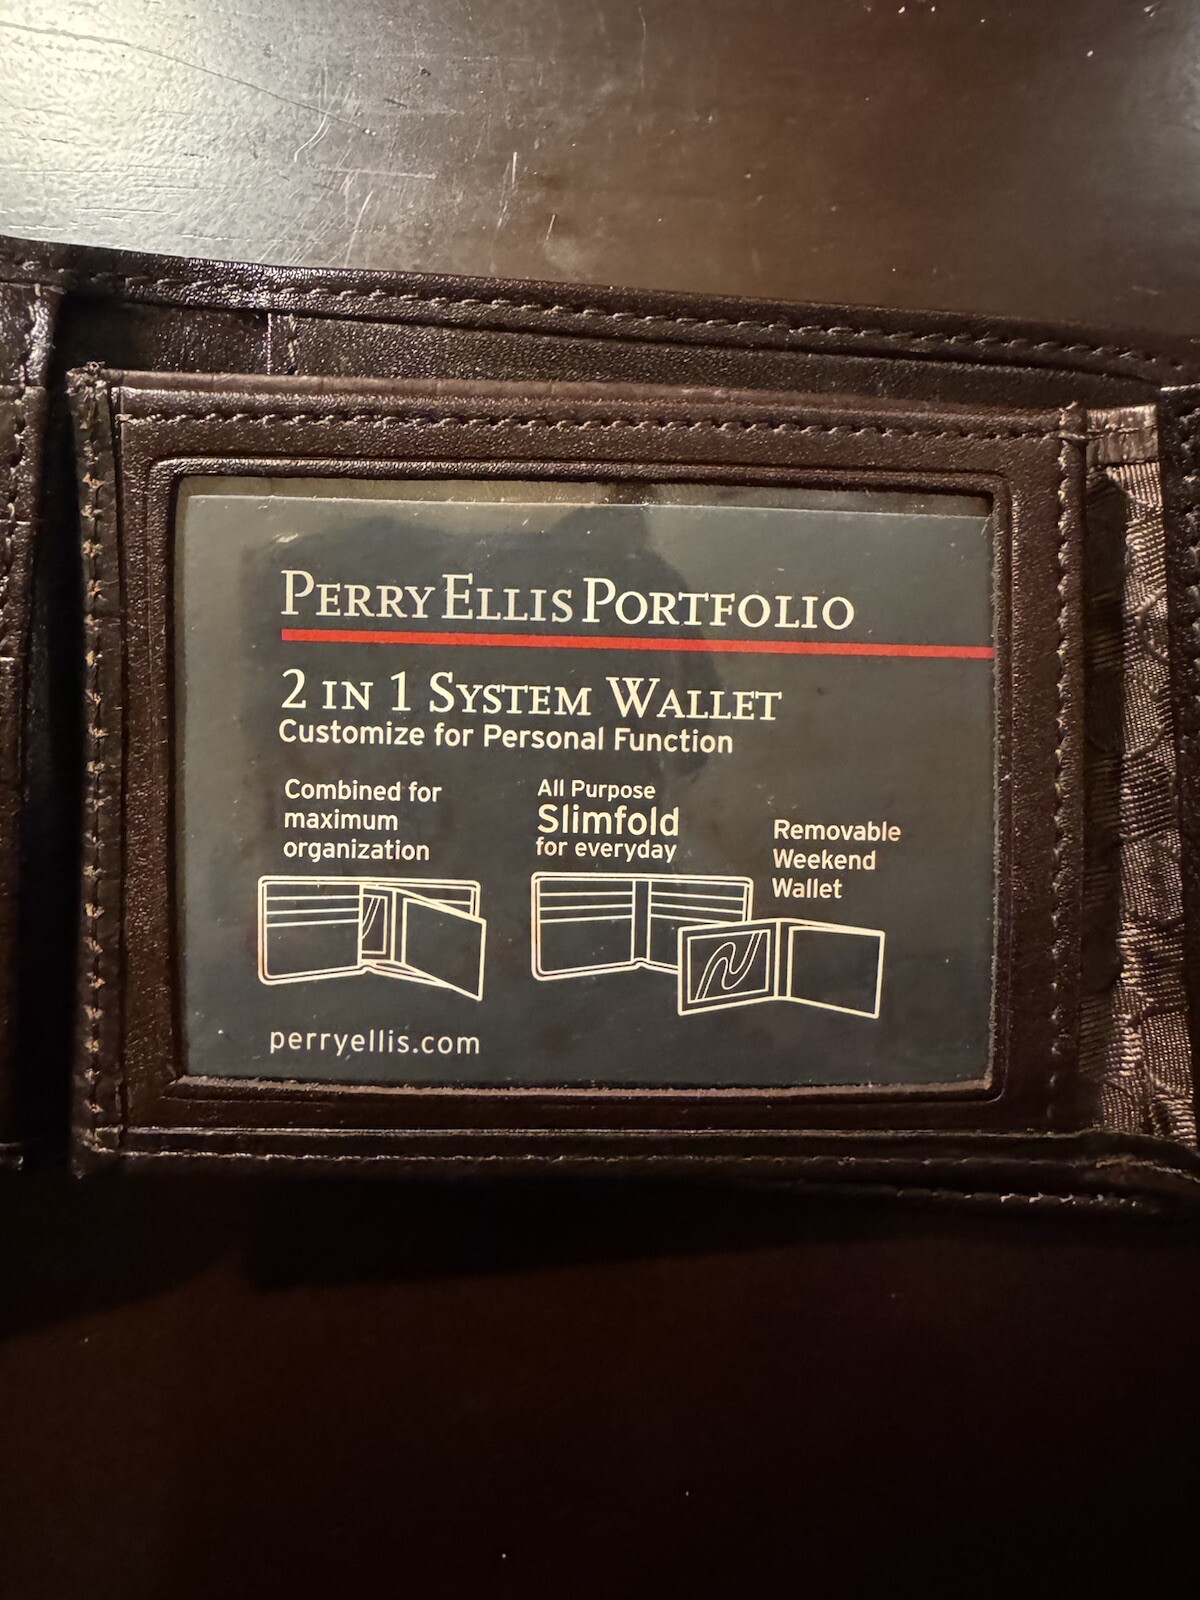 PERRY ELLIS PORTFOLIO
2 IN 1 SYSTEM WALLET
Customize for Personal Function
Combined for
maximum
organization
All Purpose
Slimfold
for everyday
Removable
Weekend
Wallet
perryellis.com